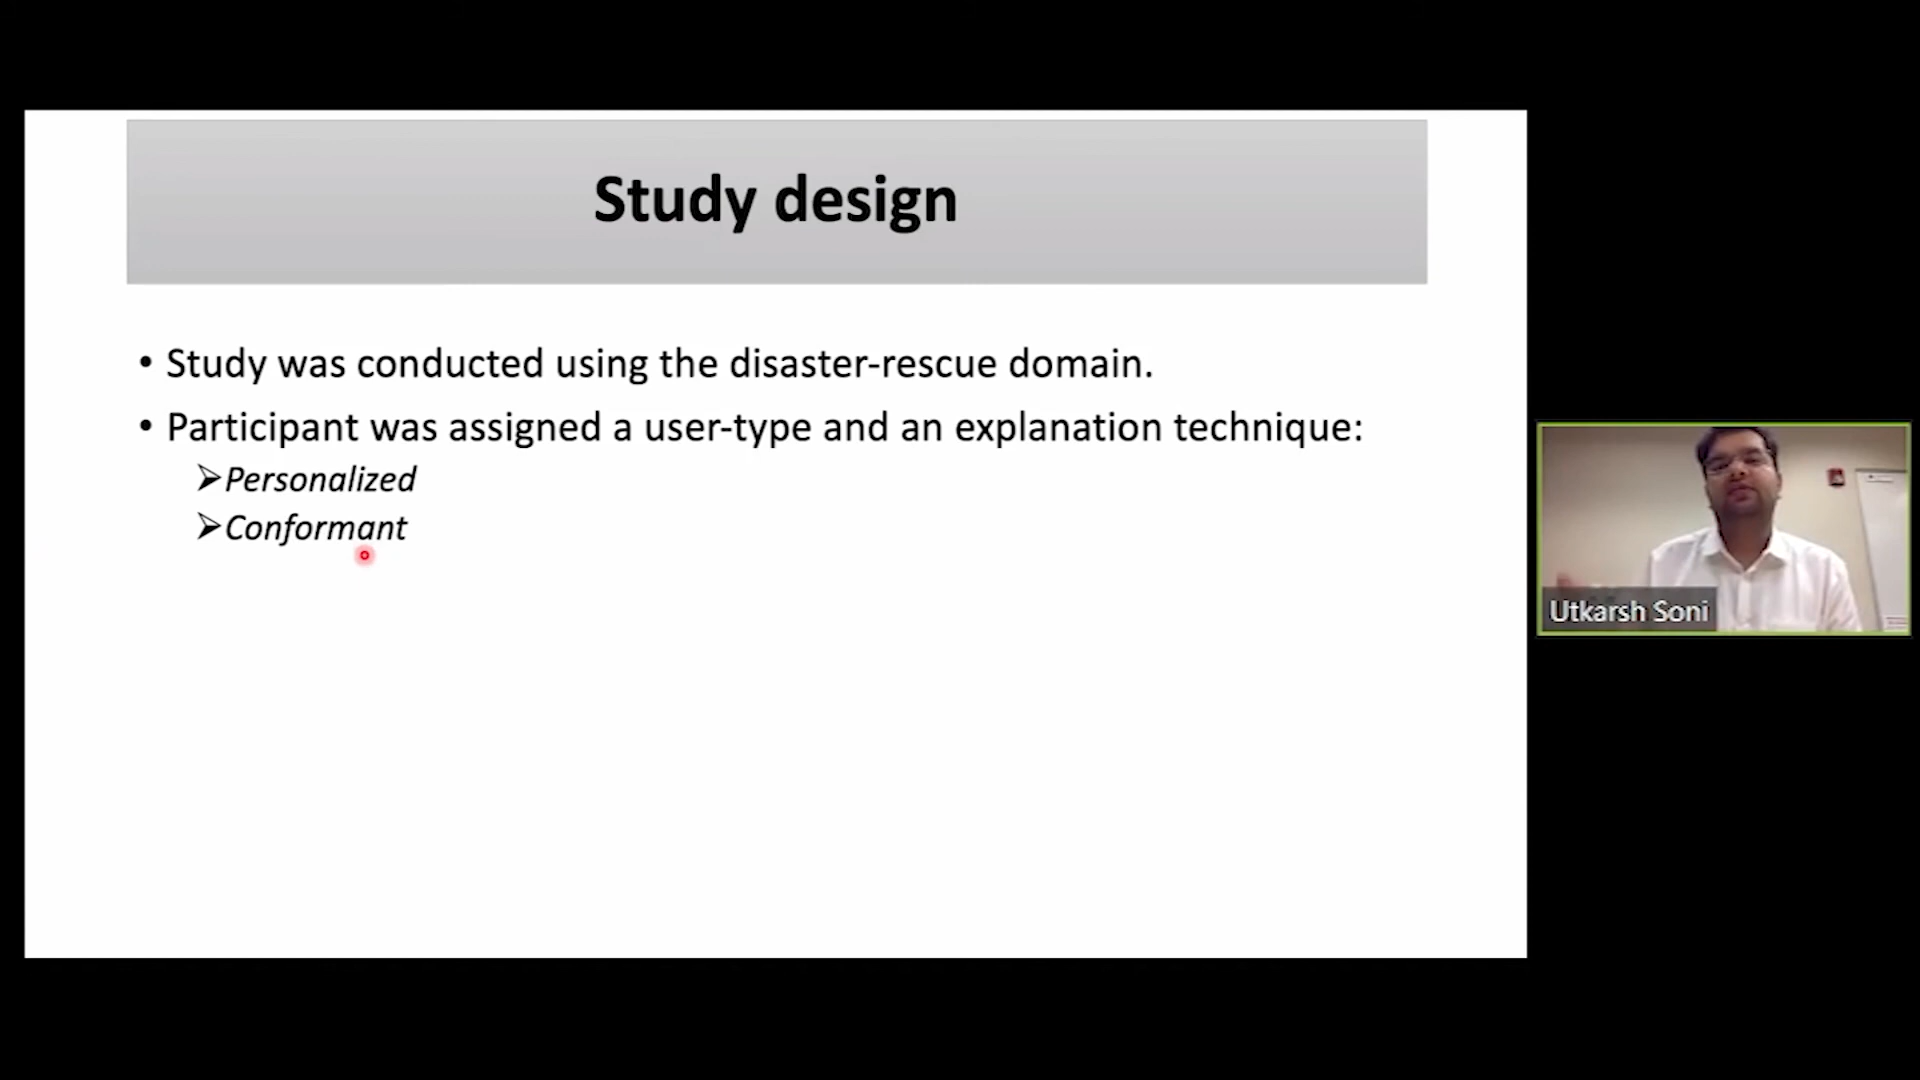 Study design
• Study was conducted using the disaster-rescue domain.
• Participant was assigned a user-type and an explanation technique:
➢Personalized
➢Conformant
Utkarsh Soni